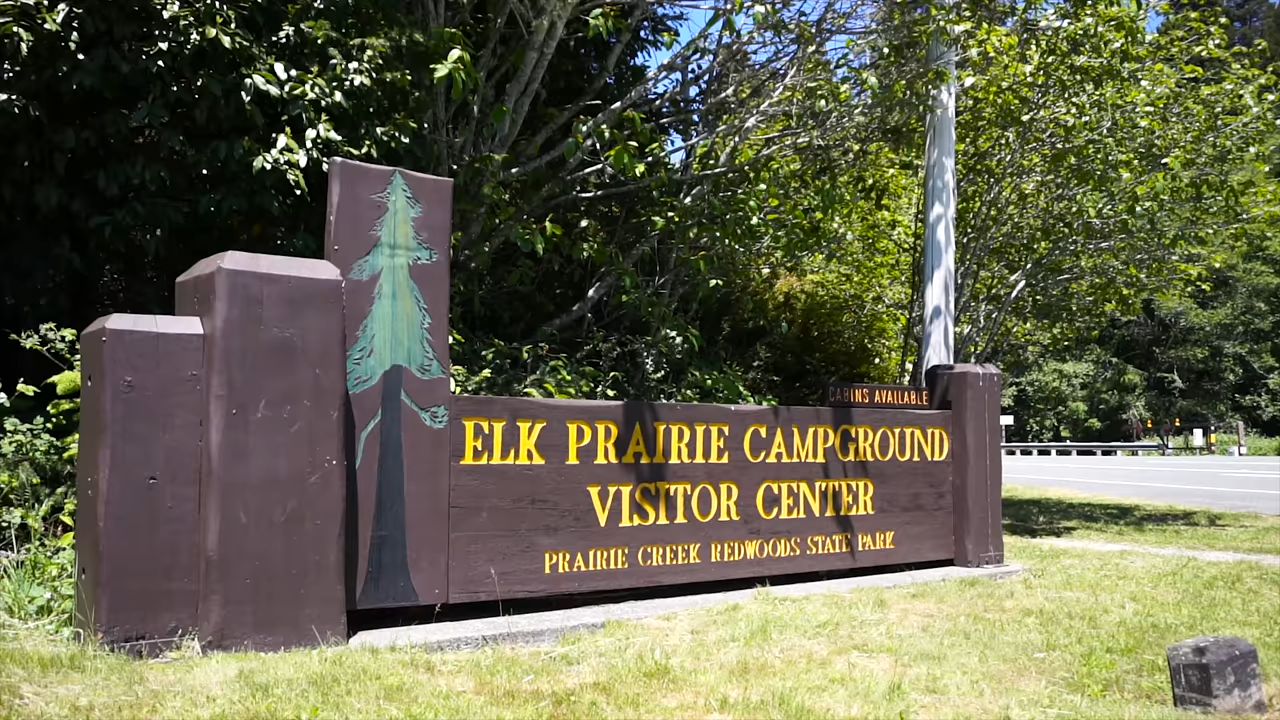 CABINS AVAILABLE
ELK PRAIRIE CAMPGROUND
VISITOR CENTER
PRAIRIE CREEK REDWOODS STATE PARK